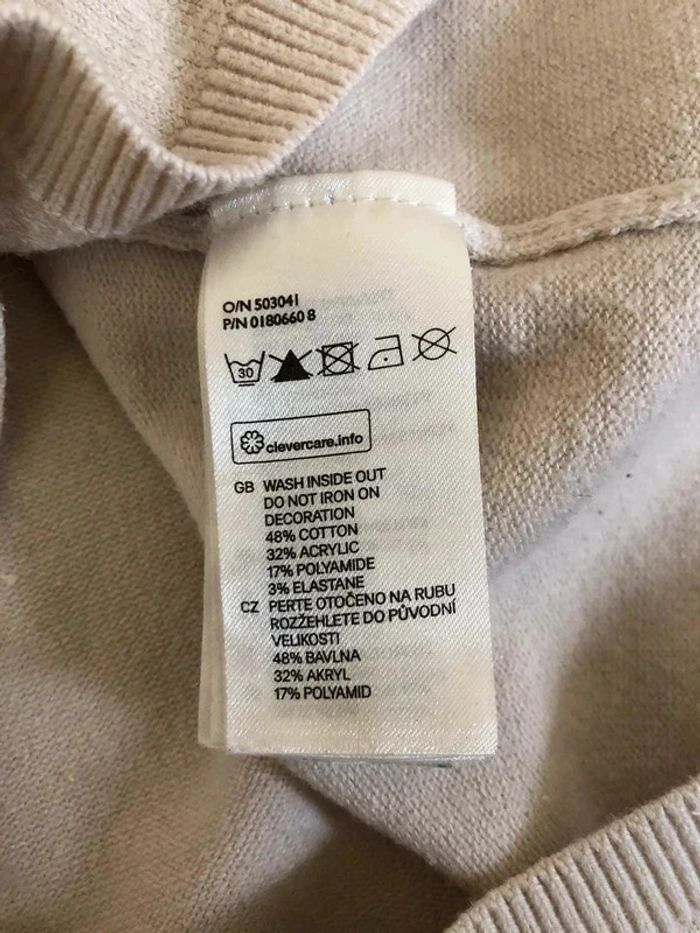 O/N 503041
P/N 0180660 8
30
clevercare.info
GB WASH INSIDE OUT
DO NOT IRON ON
DECORATION
48% COTTON
32% ACRYLIC
17% POLYAMIDE
3% ELASTANE
CZ PERTE OTOČENO NA RUBU
ROZŽEHLETE DO PŮVODNÍ
VELIKOSTI
48% BAVLNA
32% AKRYL
17% POLYAMID